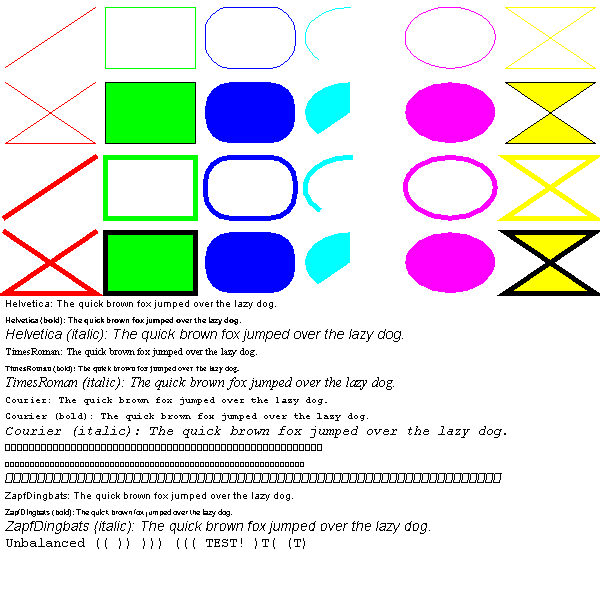 Helvetica: The quick brown fox jumped over the lazy dog.
Helvetica (bold): The quick brown fox jumped over the lazy dog.
Helvetica (italic): The quick brown fox jumped over the lazy dog.
TimesRoman: The quick brown fox jumped over the lazy dog.
TimesRoman (bold): The quick brown fox jumped over the lazy dog.
TimesRoman (italic): The quick brown fox jumped over the lazy dog.
Courier: The quick brown fox jumped over the lazy dog.
Courier (bold): The quick brown fox jumped over the lazy dog.
Courier (italic): The quick brown fox jumped over the lazy dog.
ZapfDingbats: The quick brown fox jumped over the lazy dog.
ZapfDingbats (bold): The quick brown fox jumped over the lazy dog.
ZapfDingbats (italic): The quick brown fox jumped over the lazy dog.
Unbalanced (( )) ))) ((( TEST! )T( (T)